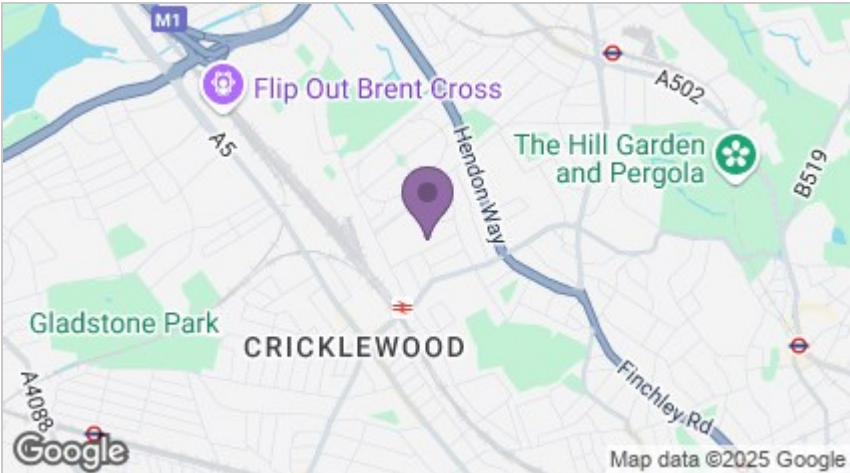 M1
Flip Out Brent Cross
A502
A5
Hendon Way
The Hill Garden
and Pergola
B519
Gladstone Park
CRICKLEWOOD
A4088
Finchley Rd
Google
Map data ©2025 Google